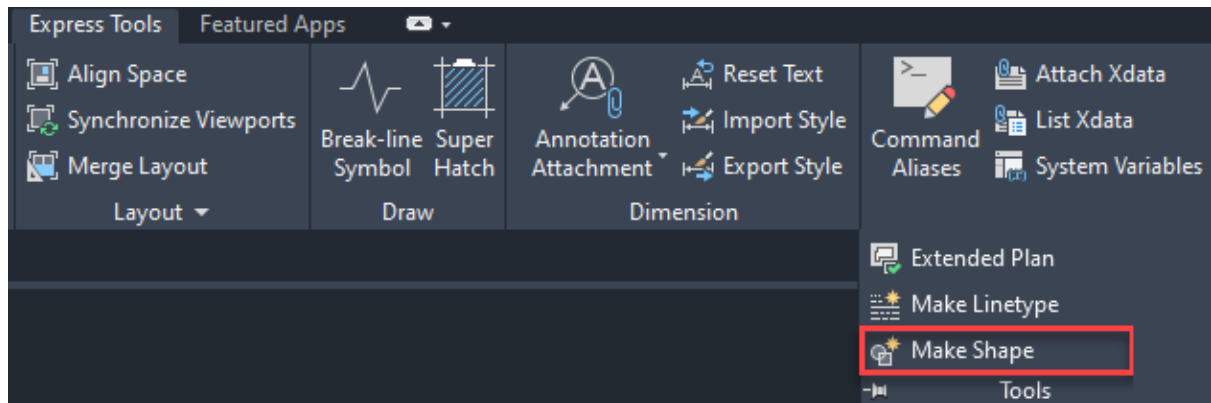 Express Tools
Featured Apps
Align Space
Synchronize Viewports
Merge Layout
Layout
Break-line
Symbol
Super
Hatch
Draw
Annotation
Attachment
Reset Text
Import Style
Export Style
Dimension
Command
Aliases
Attach Xdata
List Xdata
System Variables
Extended Plan
Make Linetype
Make Shape
Tools